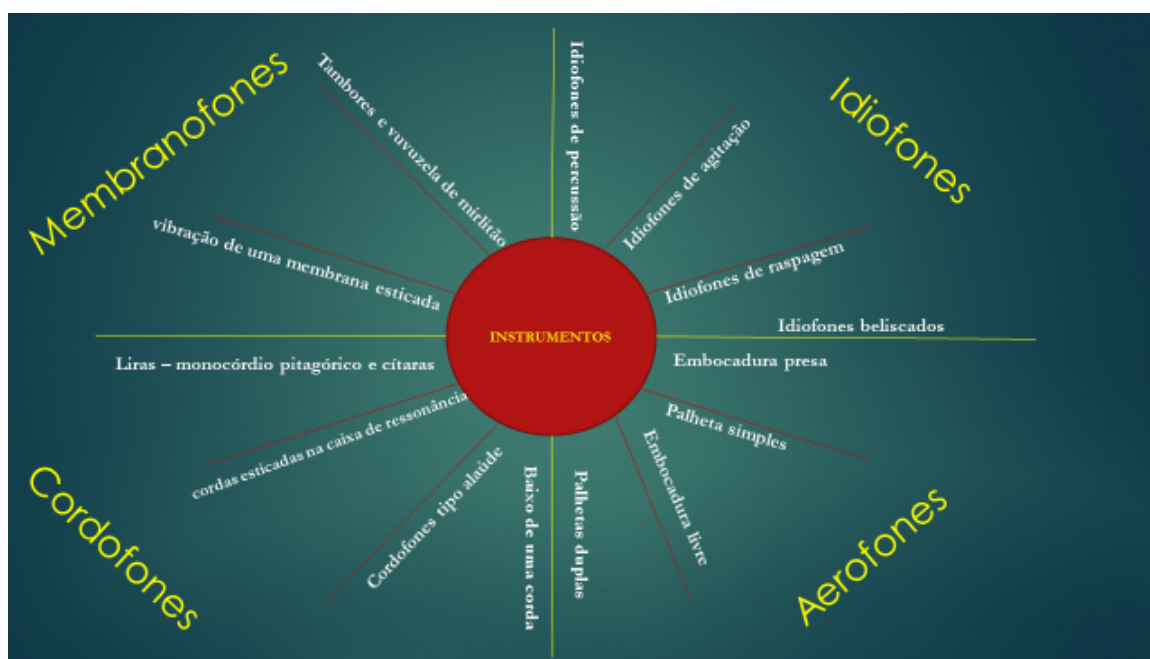 Membranofones
Tambores e vuvuzela de mirlitão
vibração de uma membrana esticada
Idiofones
Idiofones de percussão
Idiofones de agitação
Idiofones de raspagem
Idiofones beliscados
INSTRUMENTOS
Cordofones
Liras – monocórdio pitagórico e cítaras
cordas esticadas na caixa de ressonância
Cordofones tipo alaúde
Baixo de uma corda
Aerofones
Embocadura presa
Palheta simples
Embocadura livre
Palhetas duplas